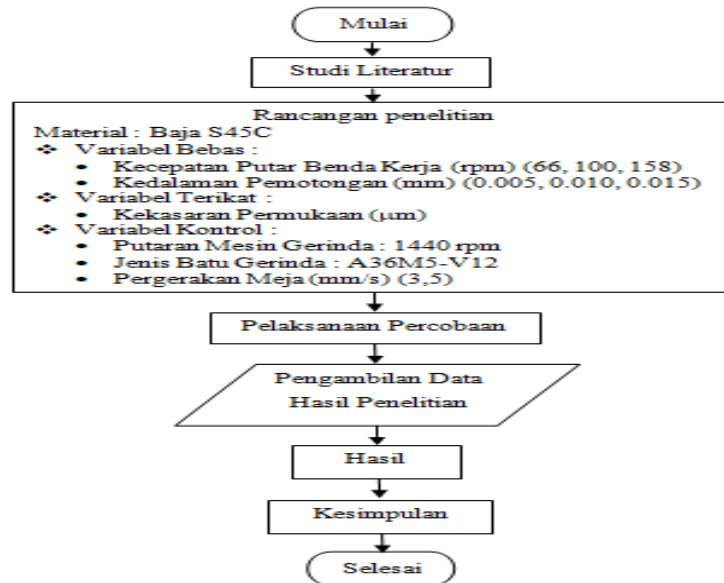 Mulai
Studi Literatur
Rancangan penelitian
Material : Baja S45C
❖ Variabel Bebas :
• Kecepatan Putar Benda Kerja (rpm) (66, 100, 158)
• Kedalaman Pemotongan (mm) (0.005, 0.010, 0.015)
❖ Variabel Terikat :
• Kekasaran Permukaan (µm)
❖ Variabel Kontrol :
• Putaran Mesin Gerinda : 1440 rpm
• Jenis Batu Gerinda : A36M5-V12
• Pergerakan Meja (mm/s) (3,5)
Pelaksanaan Percobaan
Pengambilan Data
Hasil Penelitian
Hasil
Kesimpulan
Selesai